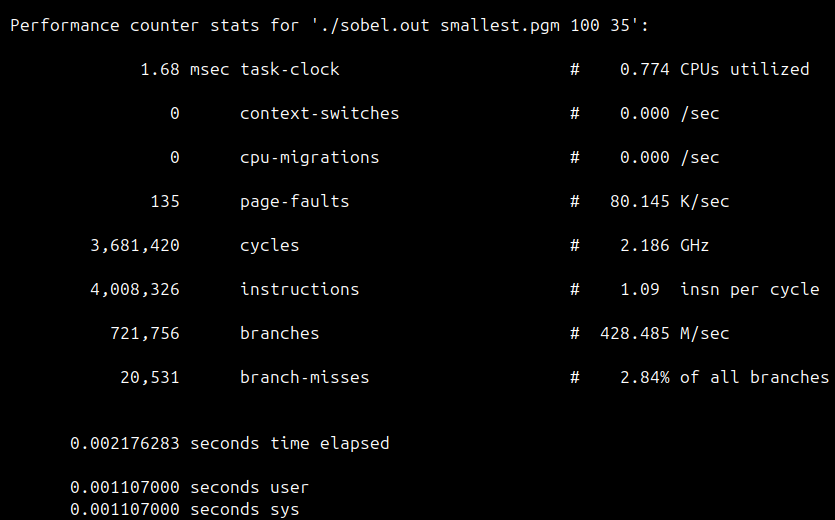 Performance counter stats for './sobel.out smallest.pgm 100 35':
1.68 msec task-clock # 0.774 CPUs utilized
0 context-switches # 0.000 /sec
0 cpu-migrations # 0.000 /sec
135 page-faults # 80.145 K/sec
3,681,420 cycles # 2.186 GHz
4,008,326 instructions # 1.09 insn per cycle
721,756 branches # 428.485 M/sec
20,531 branch-misses # 2.84% of all branches
0.002176283 seconds time elapsed
0.001107000 seconds user
0.001107000 seconds sys